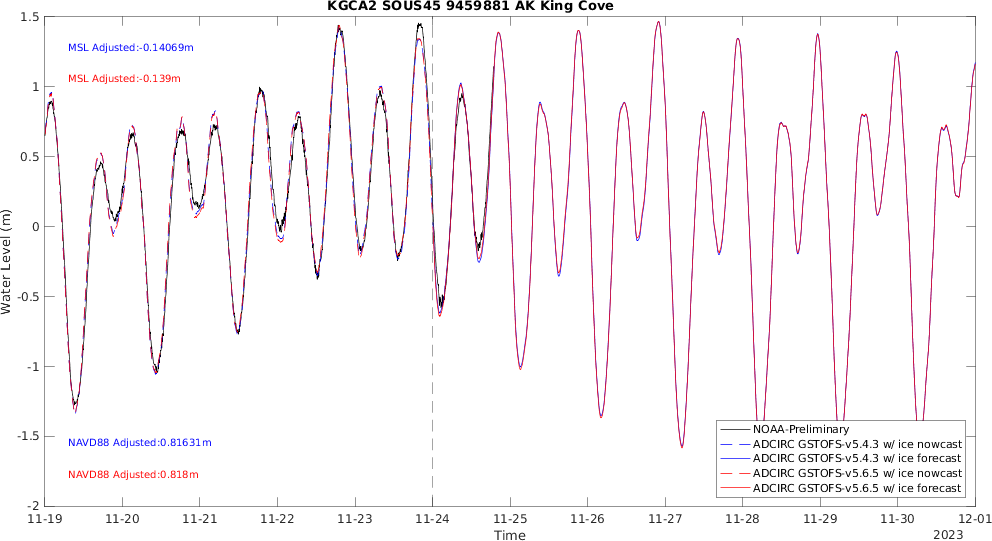 KGCA2 SOUS45 9459881 AK King Cove
1.5
1
0.5
0
-0.5
-1
-1.5
-2
Water Level (m)
MSL Adjusted:-0.14069m
MSL Adjusted:-0.139m
NAVD88 Adjusted:0.81631m
NAVD88 Adjusted:0.818m
NOAA-Preliminary
ADCIRC GSTOFS-v5.4.3 w/ ice nowcast
ADCIRC GSTOFS-v5.4.3 w/ ice forecast
ADCIRC GSTOFS-v5.6.5 w/ ice nowcast
ADCIRC GSTOFS-v5.6.5 w/ ice forecast
11-19 11-20 11-21 11-22 11-23 11-24 11-25 11-26 11-27 11-28 11-29 11-30 12-01
Time
2023